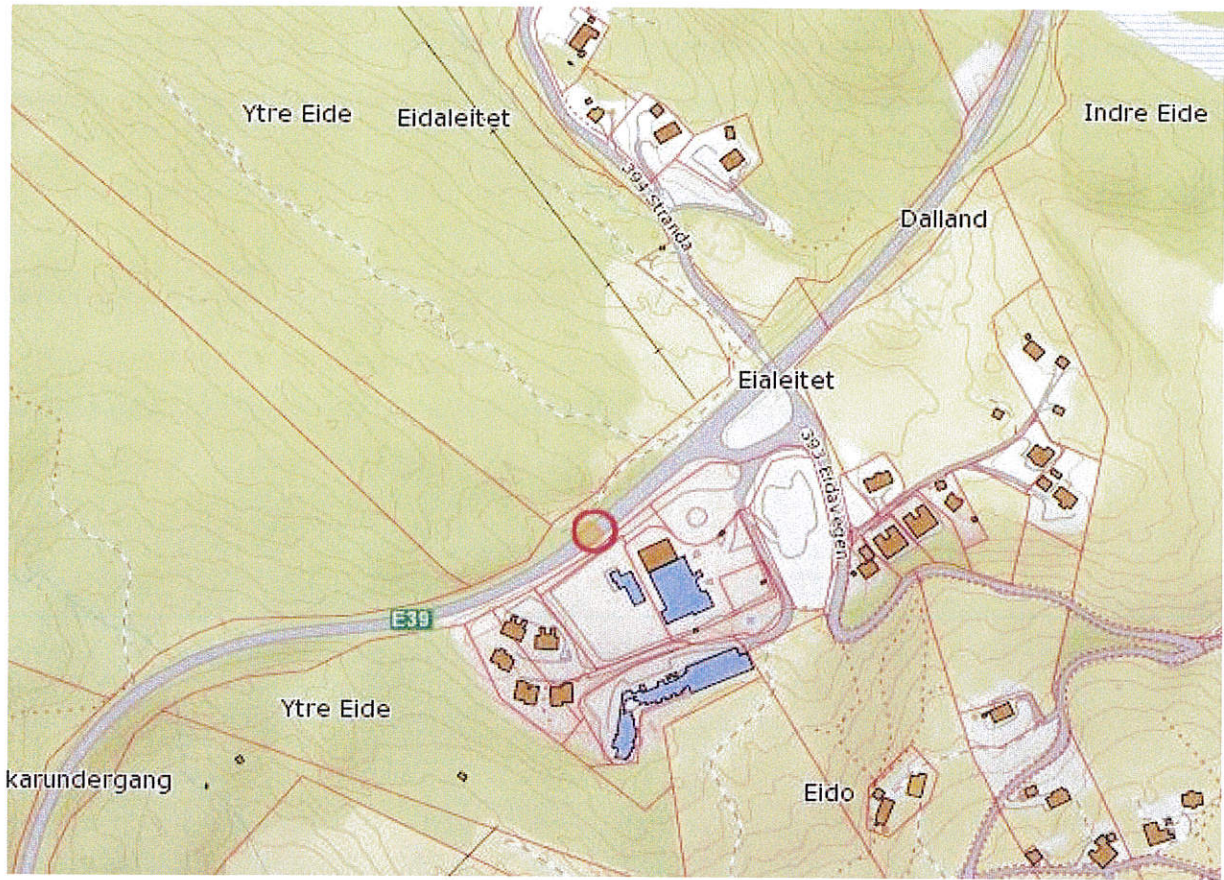 Ytre Eide
Eidaleitet
Indre Eide
394 Stranda
Dalland
Eialeitet
393 Eidavegen
E39
Ytre Eide
karundergang
Eido